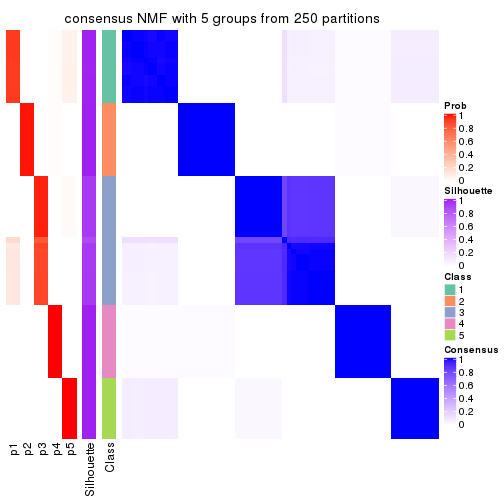 consensus NMF with 5 groups from 250 partitions
Prob
1
0.8
0.6
0.4
0.2
0
Silhouette
1
0.8
0.6
0.4
0.2
0
Class
1
2
3
4
5
Consensus
1
0.8
0.6
0.4
0.2
0
p1
p2
p3
p4
p5
Silhouette
Class